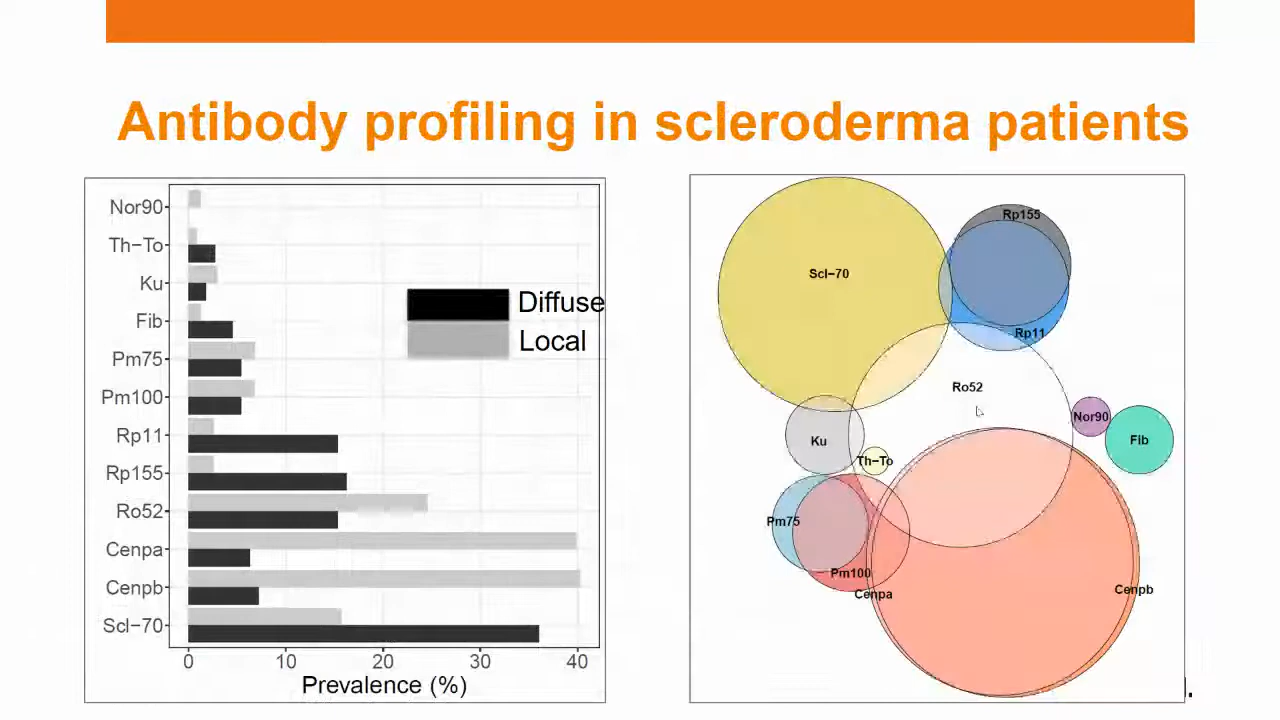 Antibody profiling in scleroderma patients
Nor90
Th−To
Ku
Fib
Pm75
Pm100
Rp11
Rp155
Ro52
Cenpa
Cenpb
Scl−70
0 10 20 30 40
Prevalence (%)
Diffuse
Local
Rp155
Scl−70
Rp11
Ro52
Nor90
Ku
Fib
Th−To
Pm75
Pm100
Cenpa
Cenpb